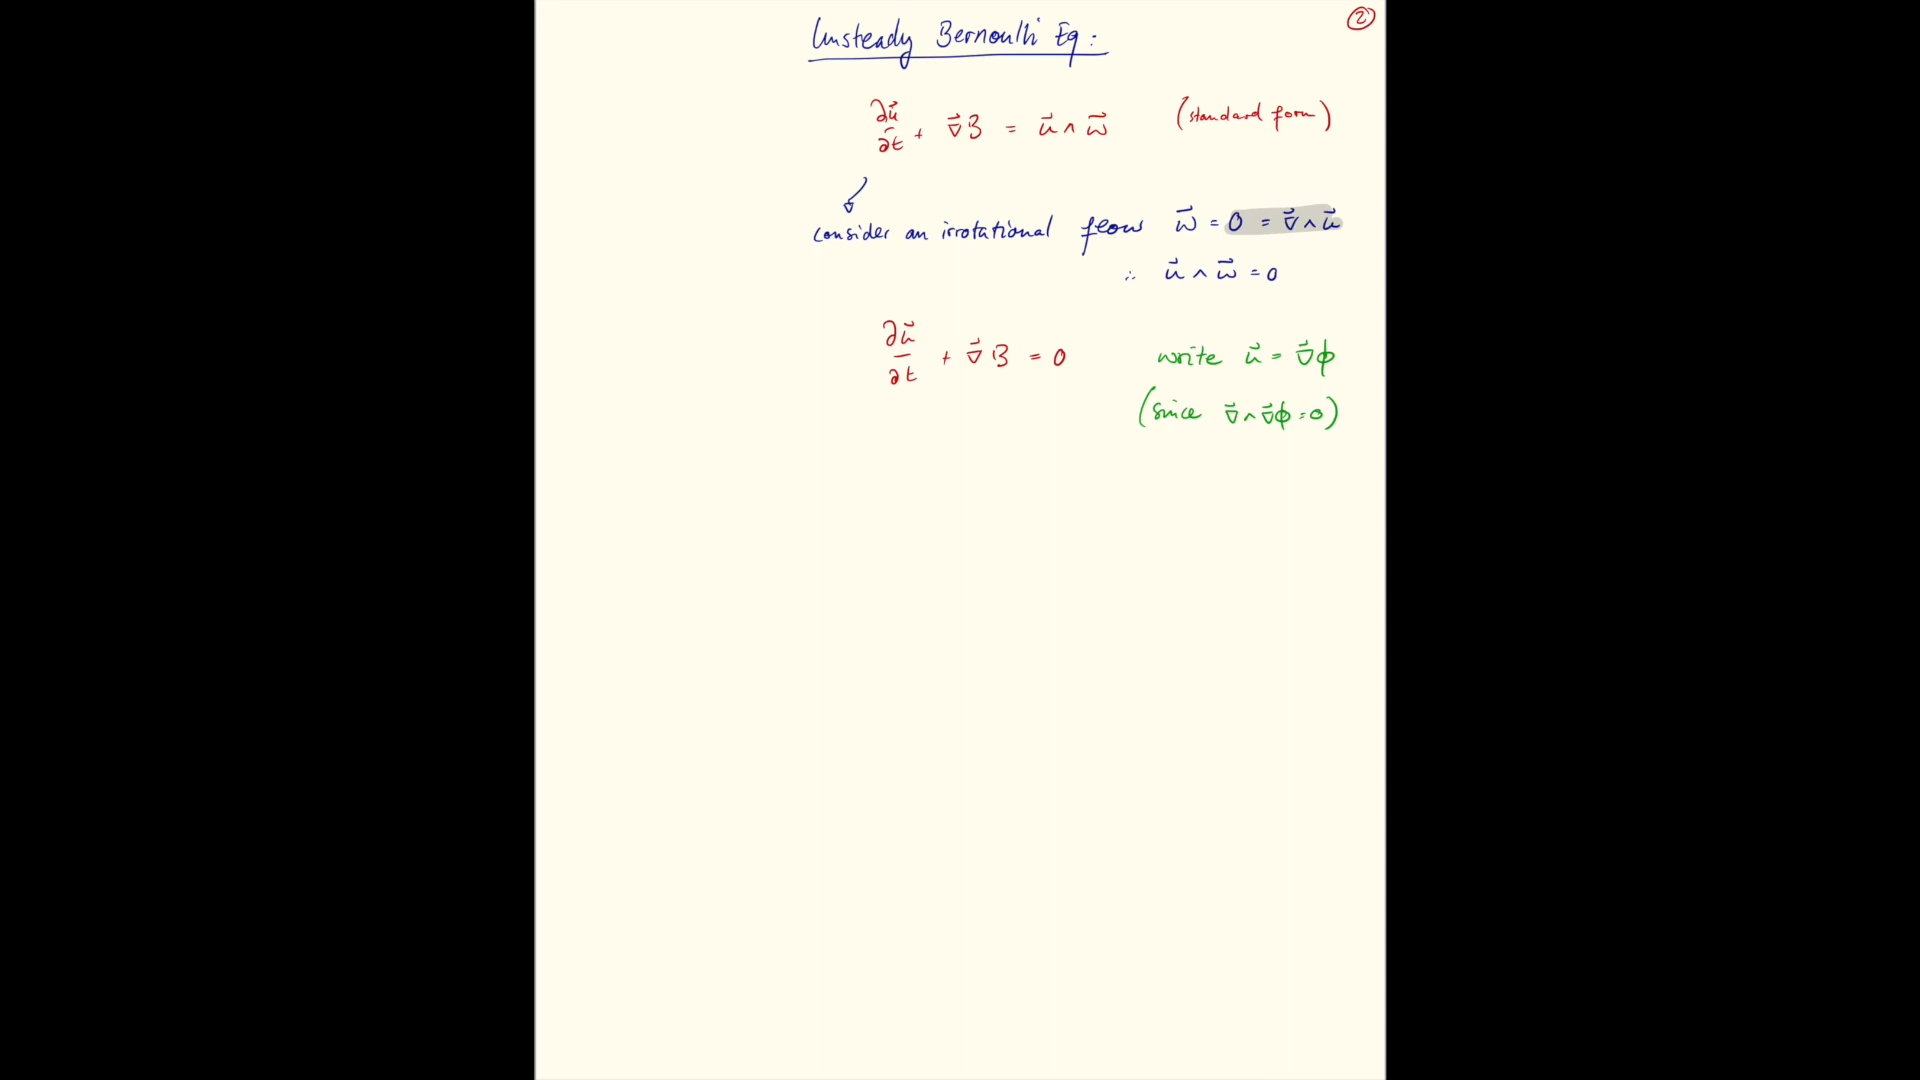 ②
Unsteady Bernoulli Eq :
∂u⃗/∂t + ∇⃗B = u⃗ ∧ ω⃗ (standard form)
consider an irrotational flow ω⃗ = 0 = ∇⃗ ∧ u⃗
∴ u⃗ ∧ ω⃗ = 0
∂u⃗/∂t + ∇⃗B = 0 write u⃗ = ∇⃗ϕ
(since ∇⃗ ∧ ∇⃗ϕ = 0)